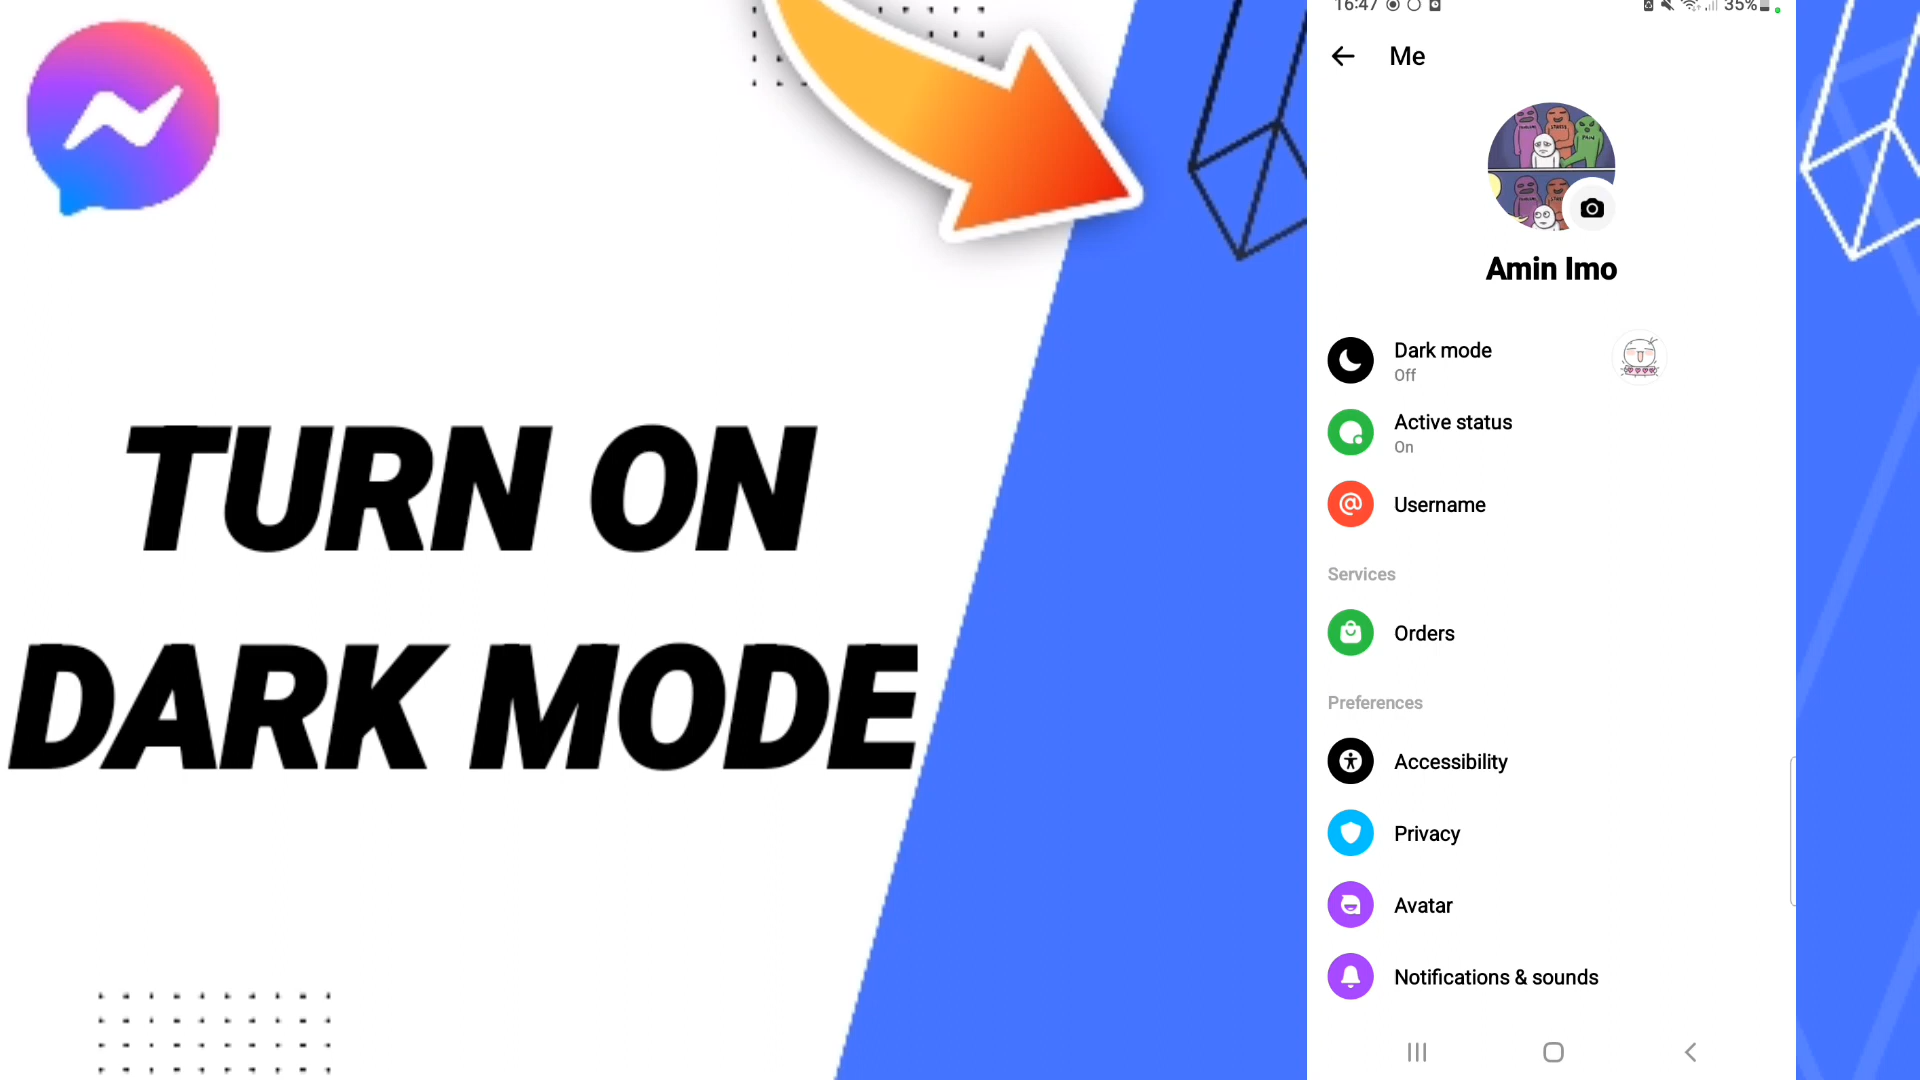 TURN ON
DARK MODE
16:47
35%
Me
Amin Imo
Dark mode
Off
Active status
On
Username
Services
Orders
Preferences
Accessibility
Privacy
Avatar
Notifications & sounds